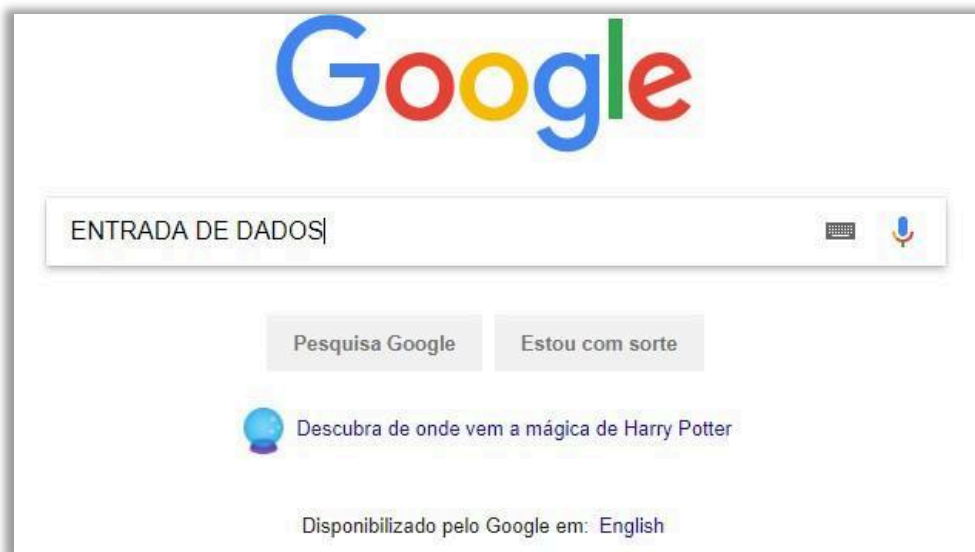 Google
ENTRADA DE DADOS
Pesquisa Google Estou com sorte
Descubra de onde vem a mágica de Harry Potter
Disponibilizado pelo Google em: English